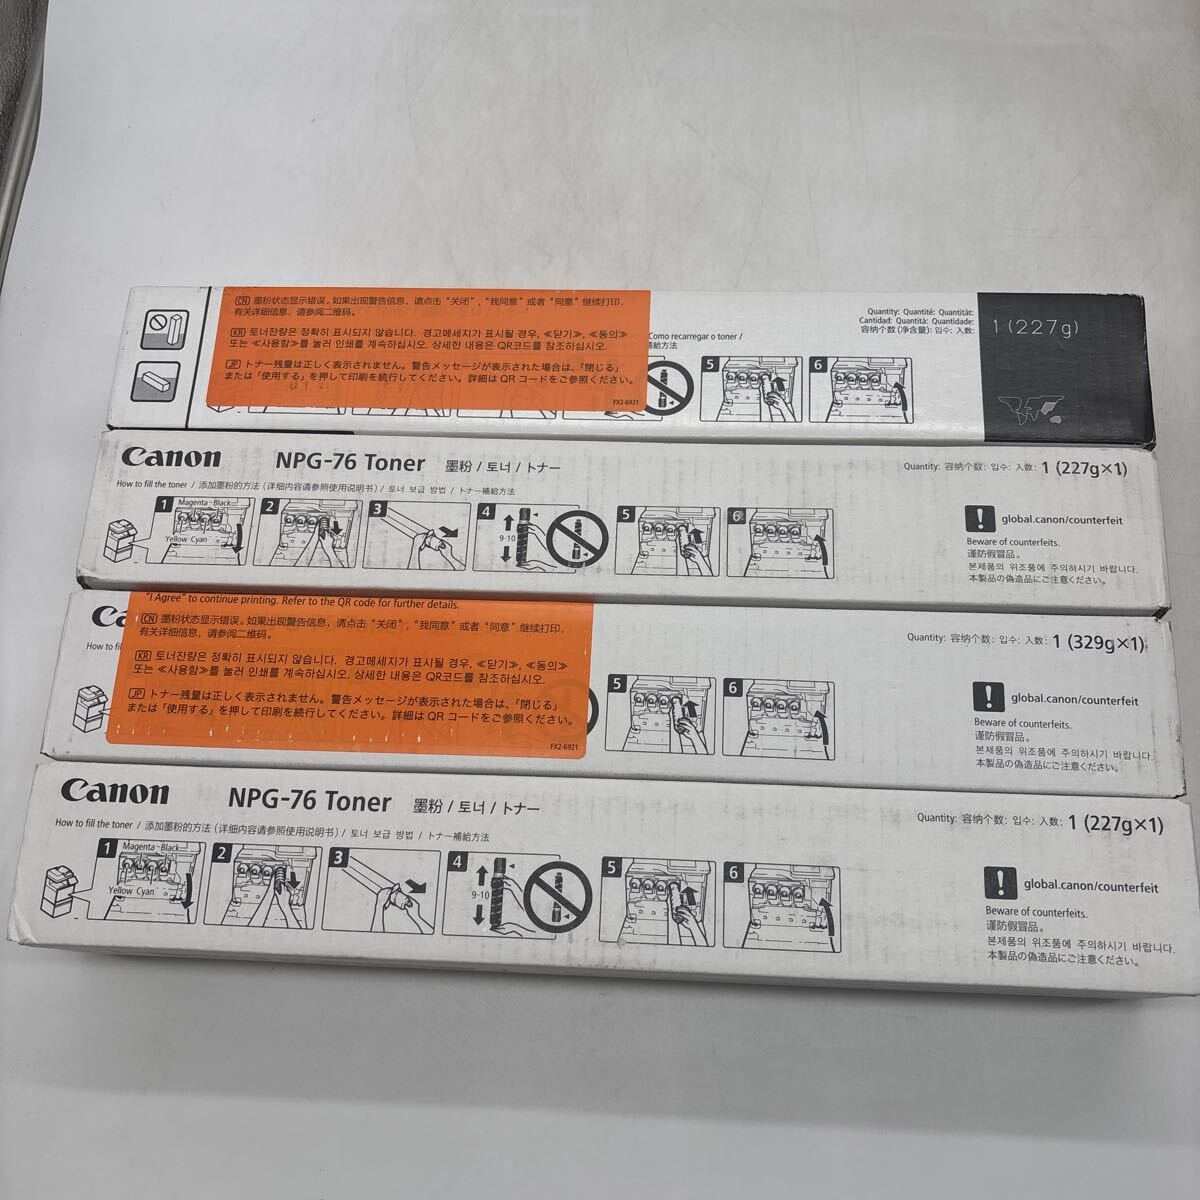 CN 墨粉状态显示错误。如果出现警告信息，请点击“关闭”，“我同意”或者“同意”继续打印，
有关详细信息，请参阅二维码。
KR 토너잔량은 정확히 표시되지 않습니다. 경고메세지가 표시될 경우, ≪닫기≫, ≪동의≫
또는 ≪사용함≫를 눌러 인쇄를 계속하십시오. 상세한 내용은 QR코드를 참조하십시오.
JP トナー残量は正しく表示されません。警告メッセージが表示された場合は、「閉じる」
または「使用する」を押して印刷を続行してください。詳細は QR コードをご参照ください。
FX2-6921
Como recarregar o toner /
補給方法
5
6
Quantity: Quantité: Quantität:
Cantidad: Quantità: Quantidade:
容纳个数(净含量): 입수: 入数:
1 (227g)
Canon
NPG-76 Toner 墨粉 / 토너 / トナー
Quantity: 容纳个数: 입수: 入数: 1 (227g×1)
How to fill the toner / 添加墨粉的方法（详细内容请参照使用说明书）/ 토너 보급 방법 / トナー補給方法
1
Magenta
Black
Yellow Cyan
2
3
4
9-10
5
6
! global.canon/counterfeit
Beware of counterfeits.
谨防假冒品。
본제품의 위조품에 주의하시기 바랍니다.
本製品の偽造品にご注意ください。
Ca
How to fil
"I Agree" to continue printing. Refer to the QR code for further details.
CN 墨粉状态显示错误。如果出现警告信息，请点击“关闭”，“我同意”或者“同意”继续打印，
有关详细信息，请参阅二维码。
KR 토너잔량은 정확히 표시되지 않습니다. 경고메세지가 표시될 경우, ≪닫기≫, ≪동의≫
또는 ≪사용함≫를 눌러 인쇄를 계속하십시오. 상세한 내용은 QR코드를 참조하십시오.
JP トナー残量は正しく表示されません。警告メッセージが表示された場合は、「閉じる」
または「使用する」を押して印刷を続行してください。詳細は QR コードをご参照ください。
FX2-6921
5
6
Quantity: 容纳个数: 입수: 入数: 1 (329g×1)
! global.canon/counterfeit
Beware of counterfeits.
谨防假冒品。
본제품의 위조품에 주의하시기 바랍니다.
本製品の偽造品にご注意ください。
Canon
NPG-76 Toner 墨粉 / 토너 / トナー
Quantity: 容纳个数: 입수: 入数: 1 (227g×1)
How to fill the toner / 添加墨粉的方法（详细内容请参照使用说明书）/ 토너 보급 방법 / トナー補給方法
1
Magenta
Black
Yellow Cyan
2
3
4
9-10
5
6
! global.canon/counterfeit
Beware of counterfeits.
谨防假冒品。
본제품의 위조품에 주의하시기 바랍니다.
本製品の偽造品にご注意ください。